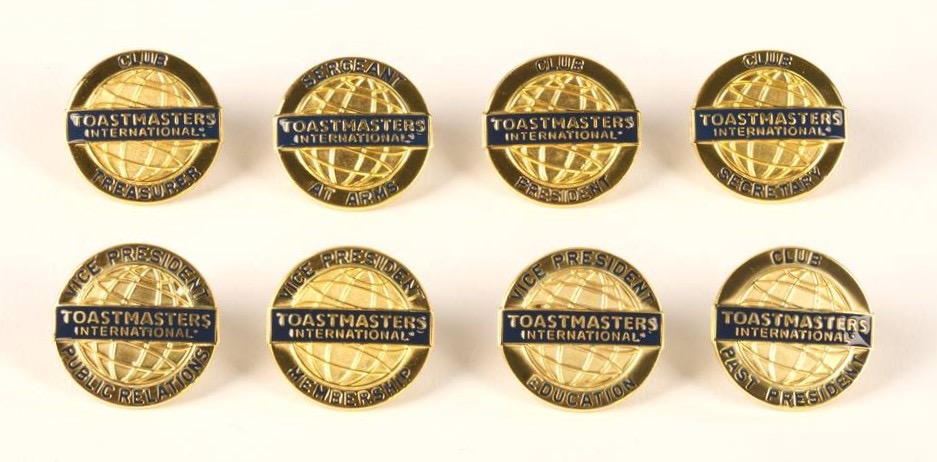 CLUB
TOASTMASTERS
INTERNATIONAL®
TREASURER
SERGEANT
TOASTMASTERS
INTERNATIONAL®
AT ARMS
CLUB
TOASTMASTERS
INTERNATIONAL®
PRESIDENT
CLUB
TOASTMASTERS
INTERNATIONAL®
SECRETARY
VICE PRESIDENT
TOASTMASTERS
INTERNATIONAL®
PUBLIC RELATIONS
VICE PRESIDENT
TOASTMASTERS
INTERNATIONAL®
MEMBERSHIP
VICE PRESIDENT
TOASTMASTERS
INTERNATIONAL®
EDUCATION
CLUB
TOASTMASTERS
INTERNATIONAL®
PAST PRESIDENT